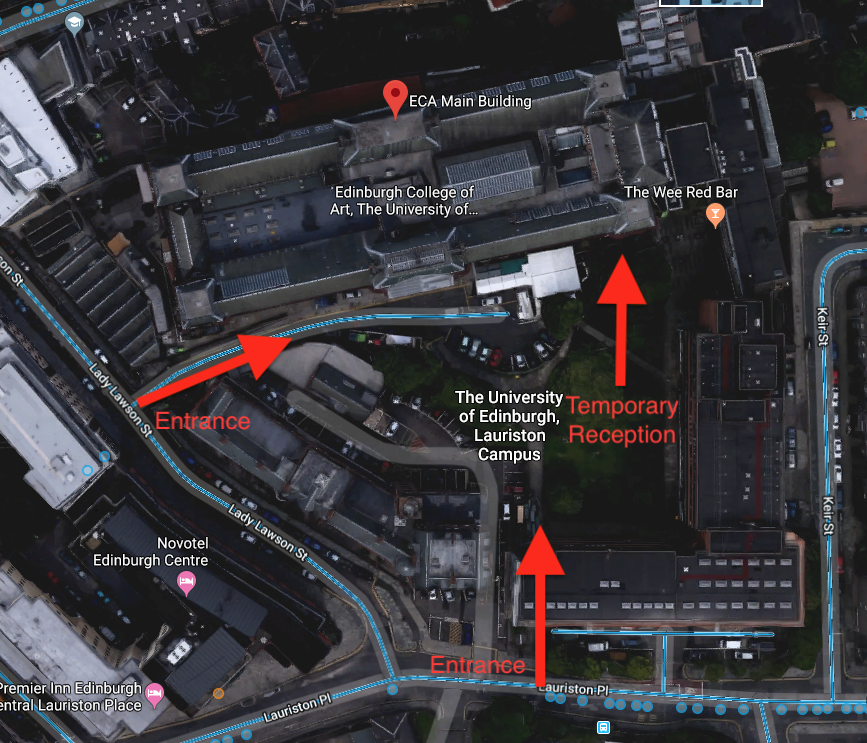 ECA Main Building
Edinburgh College of
Art, The University of...
The Wee Red Bar
Keir St
Lady Lawson St
Entrance
The University
of Edinburgh,
Lauriston
Campus
Temporary
Reception
Keir St
Lady Lawson St
Novotel
Edinburgh Centre
Entrance
Premier Inn Edinburgh
entral Lauriston Place
Lauriston Pl
Lauriston Pl